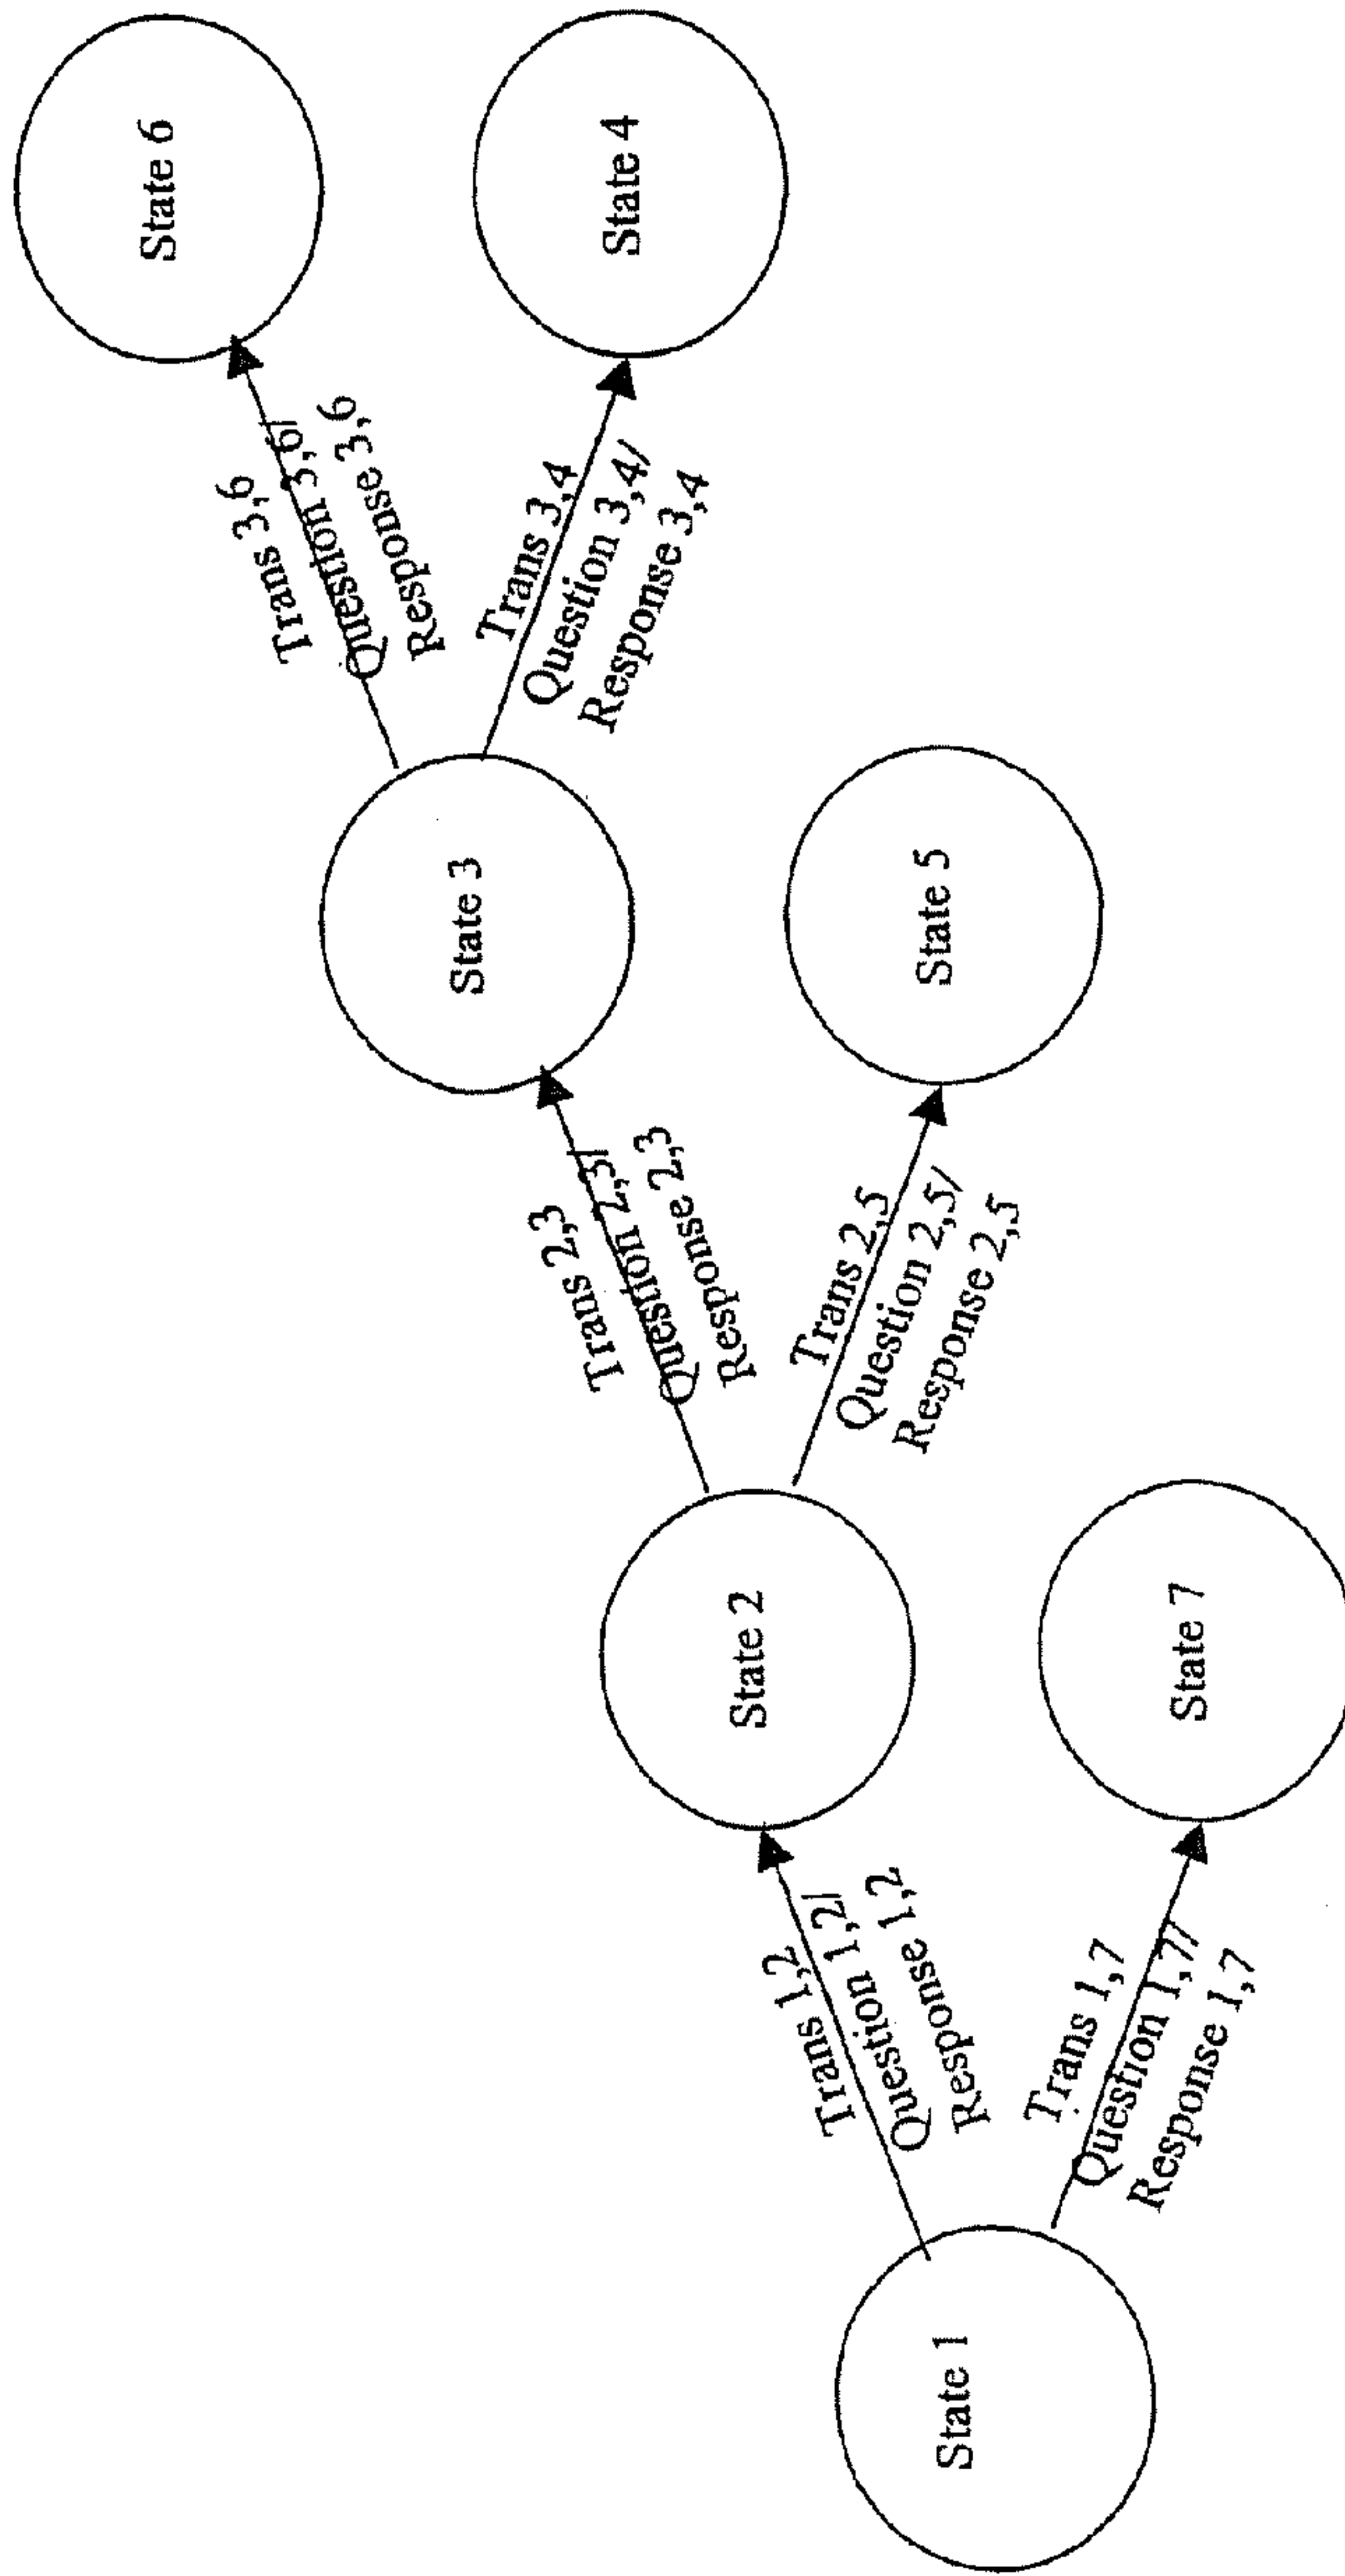 State 1
Trans 1,2
Question 1,2/
Response 1,2
Trans 1,7
Question 1,7/
Response 1,7
State 2
State 7
Trans 2,3
Question 2,3/
Response 2,3
Trans 2,5
Question 2,5/
Response 2,5
State 3
State 5
Trans 3,6
Question 3,6/
Response 3,6
Trans 3,4
Question 3,4/
Response 3,4
State 6
State 4